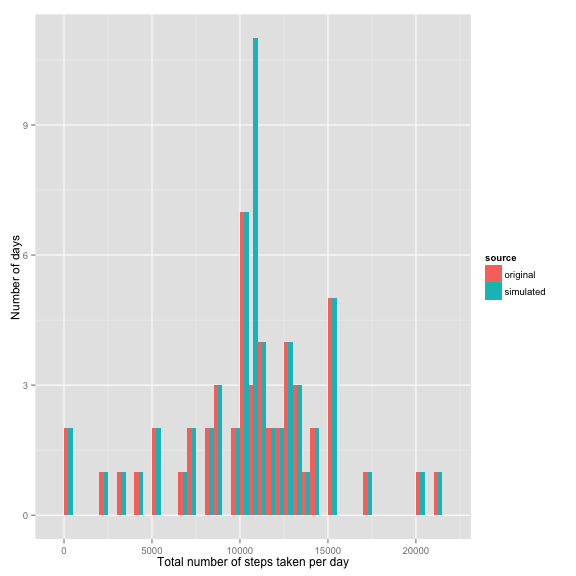 9
6
3
0
Number of days
0
5000
10000
15000
20000
Total number of steps taken per day
source
original
simulated